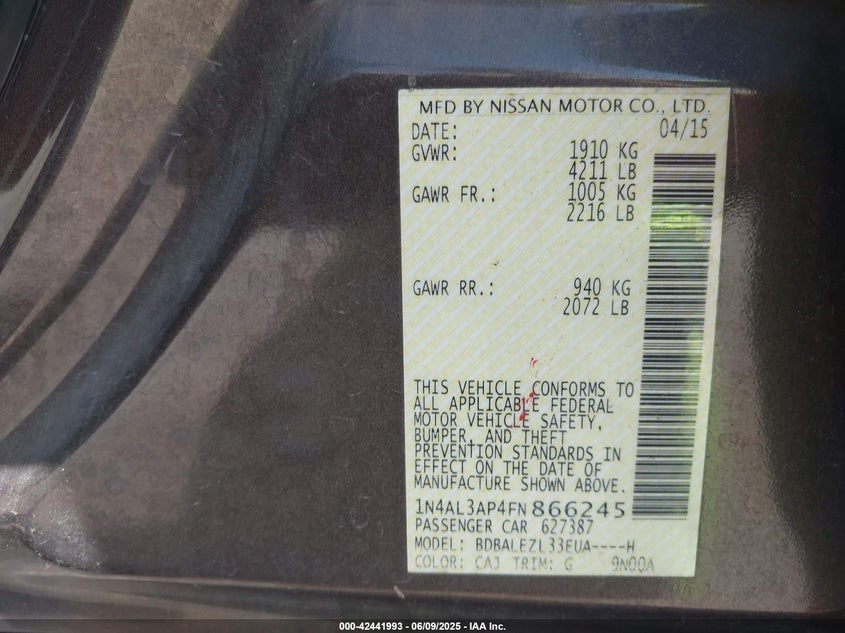 MFD BY NISSAN MOTOR CO., LTD.
DATE: 04/15
GVWR: 1910 KG
4211 LB
GAWR FR.: 1005 KG
2216 LB
GAWR RR.: 940 KG
2072 LB
THIS VEHICLE CONFORMS TO
ALL APPLICABLE FEDERAL
MOTOR VEHICLE SAFETY,
BUMPER, AND THEFT
PREVENTION STANDARDS IN
EFFECT ON THE DATE OF
MANUFACTURE SHOWN ABOVE.
1N4AL3AP4FN866245
PASSENGER CAR 627387
MODEL: BDBALEZL33EUA----H
COLOR: CAJ TRIM: G 9N00A
000-42441993 - 06/09/2025 - IAA Inc.